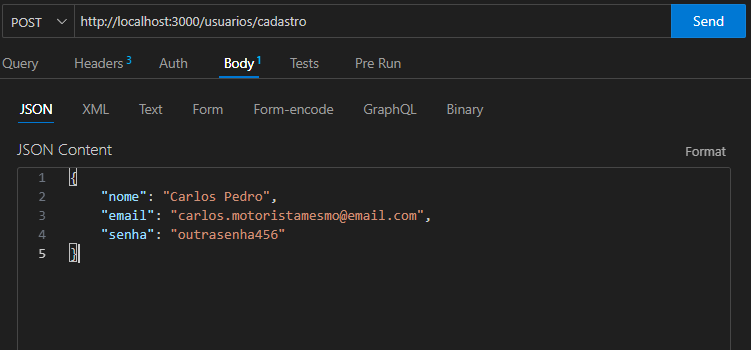 POST http://localhost:3000/usuarios/cadastro Send
Query Headers 3 Auth Body 1 Tests Pre Run
JSON XML Text Form Form-encode GraphQL Binary
JSON Content Format
1 {
2 "nome": "Carlos Pedro",
3 "email": "carlos.motoristamesmo@email.com",
4 "senha": "outrasenha456"
5 }